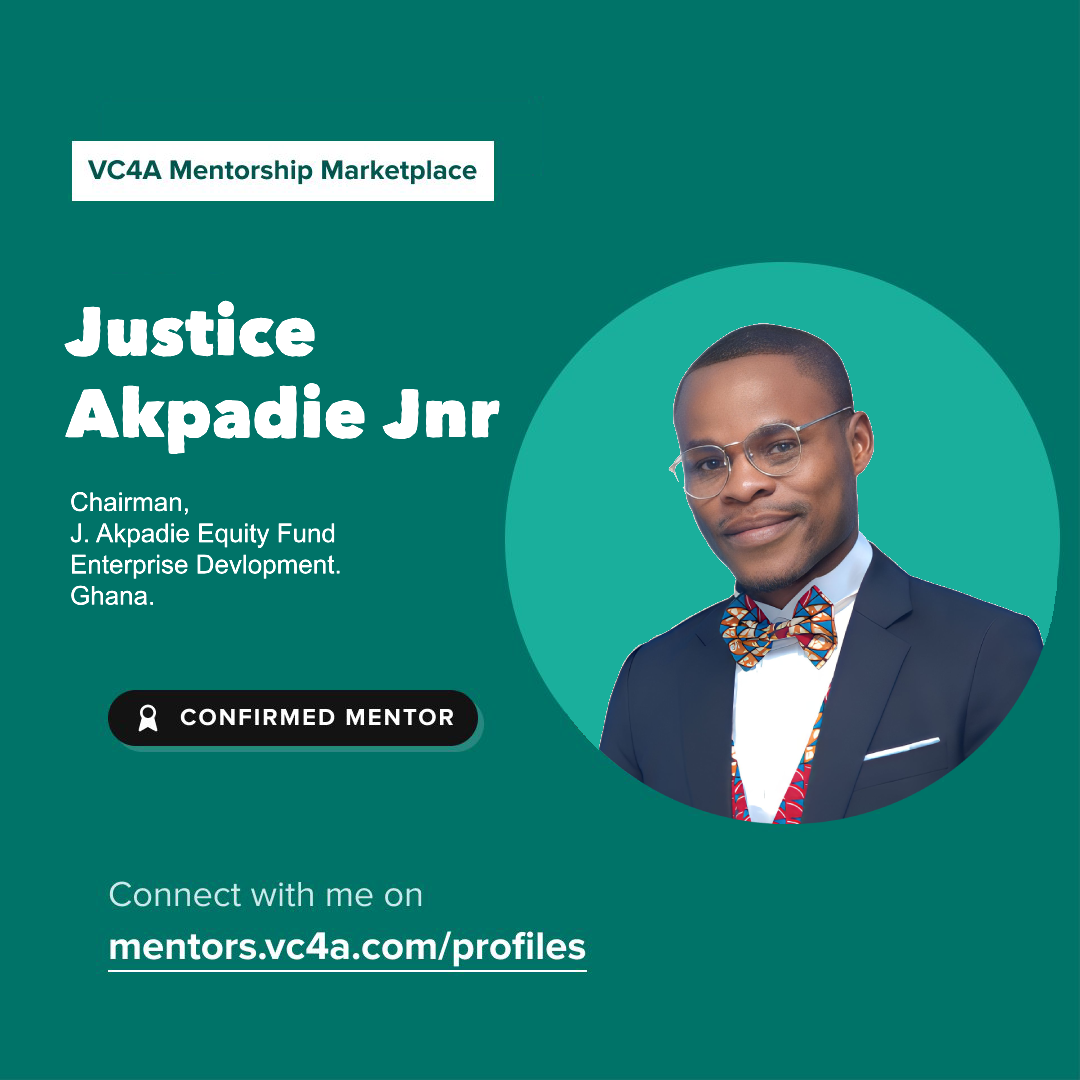 VC4A Mentorship Marketplace
Justice
Akpadie Jnr
Chairman,
J. Akpadie Equity Fund
Enterprise Devlopment.
Ghana.
CONFIRMED MENTOR
Connect with me on
mentors.vc4a.com/profiles